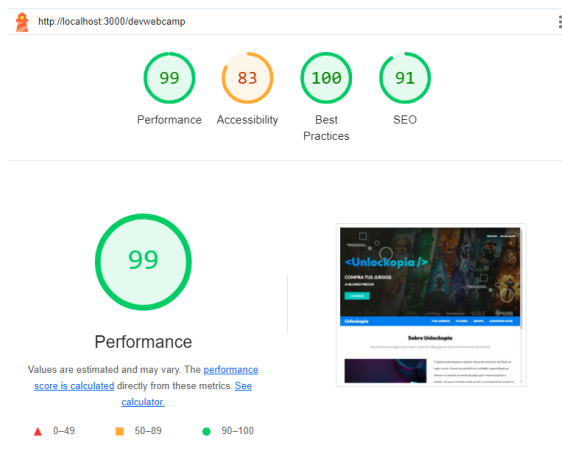 http://localhost:3000/devwebcamp
99
83
100
91
Performance
Accessibility
Best
Practices
SEO
99
Performance
Values are estimated and may vary. The performance
score is calculated directly from these metrics. See
calculator.
0–49
50–89
90–100
<Unlockopia />
COMPRA TUS JUEGOS
A MEJORES PRECIOS
Unlockopia
Sobre Unlockopia